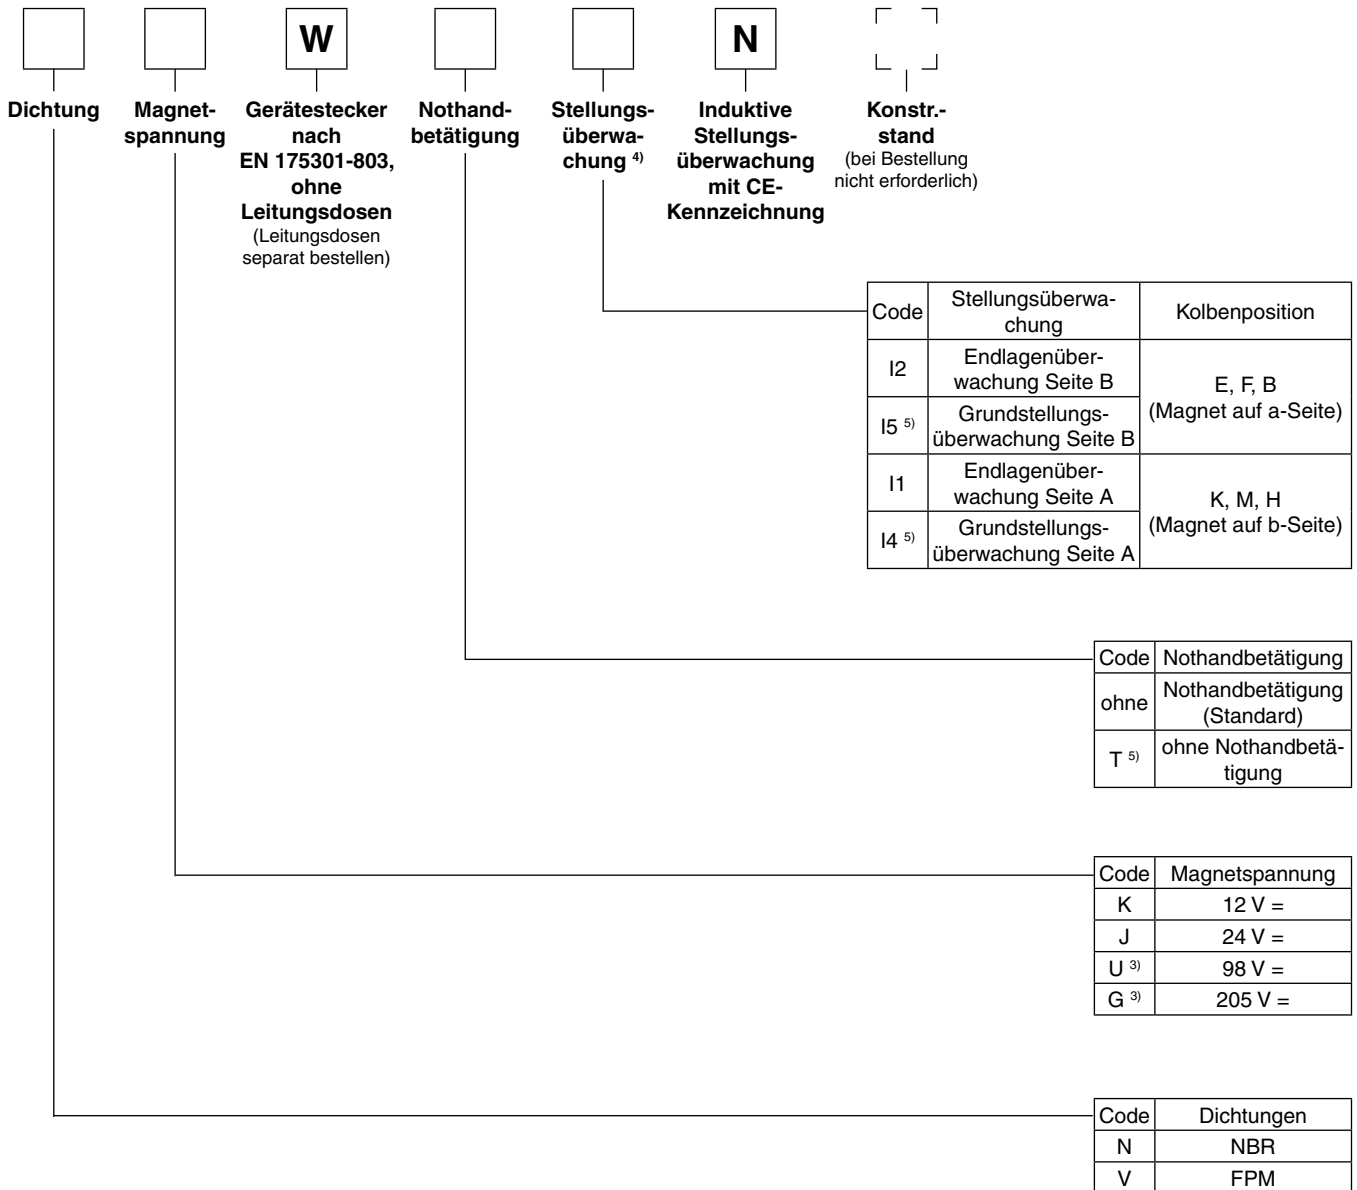 W
N
Dichtung
Magnet-
spannung
Gerätestecker
nach
EN 175301-803,
ohne
Leitungsdosen
(Leitungsdosen
separat bestellen)
Nothand-
betätigung
Stellungs-
überwa-
chung 4)
Induktive
Stellungs-
überwachung
mit CE-
Kennzeichnung
Konstr.-
stand
(bei Bestellung
nicht erforderlich)
Code
Stellungsüberwa-
chung
Kolbenposition
I2
Endlagenüber-
wachung Seite B
E, F, B
(Magnet auf a-Seite)
I5 5)
Grundstellungs-
überwachung Seite B
I1
Endlagenüber-
wachung Seite A
K, M, H
(Magnet auf b-Seite)
I4 5)
Grundstellungs-
überwachung Seite A
Code Nothandbetätigung
ohne
Nothandbetätigung
(Standard)
T 5)
ohne Nothandbetä-
tigung
Code Magnetspannung
K 12 V =
J 24 V =
U 3) 98 V =
G 3) 205 V =
Code Dichtungen
N NBR
V FPM